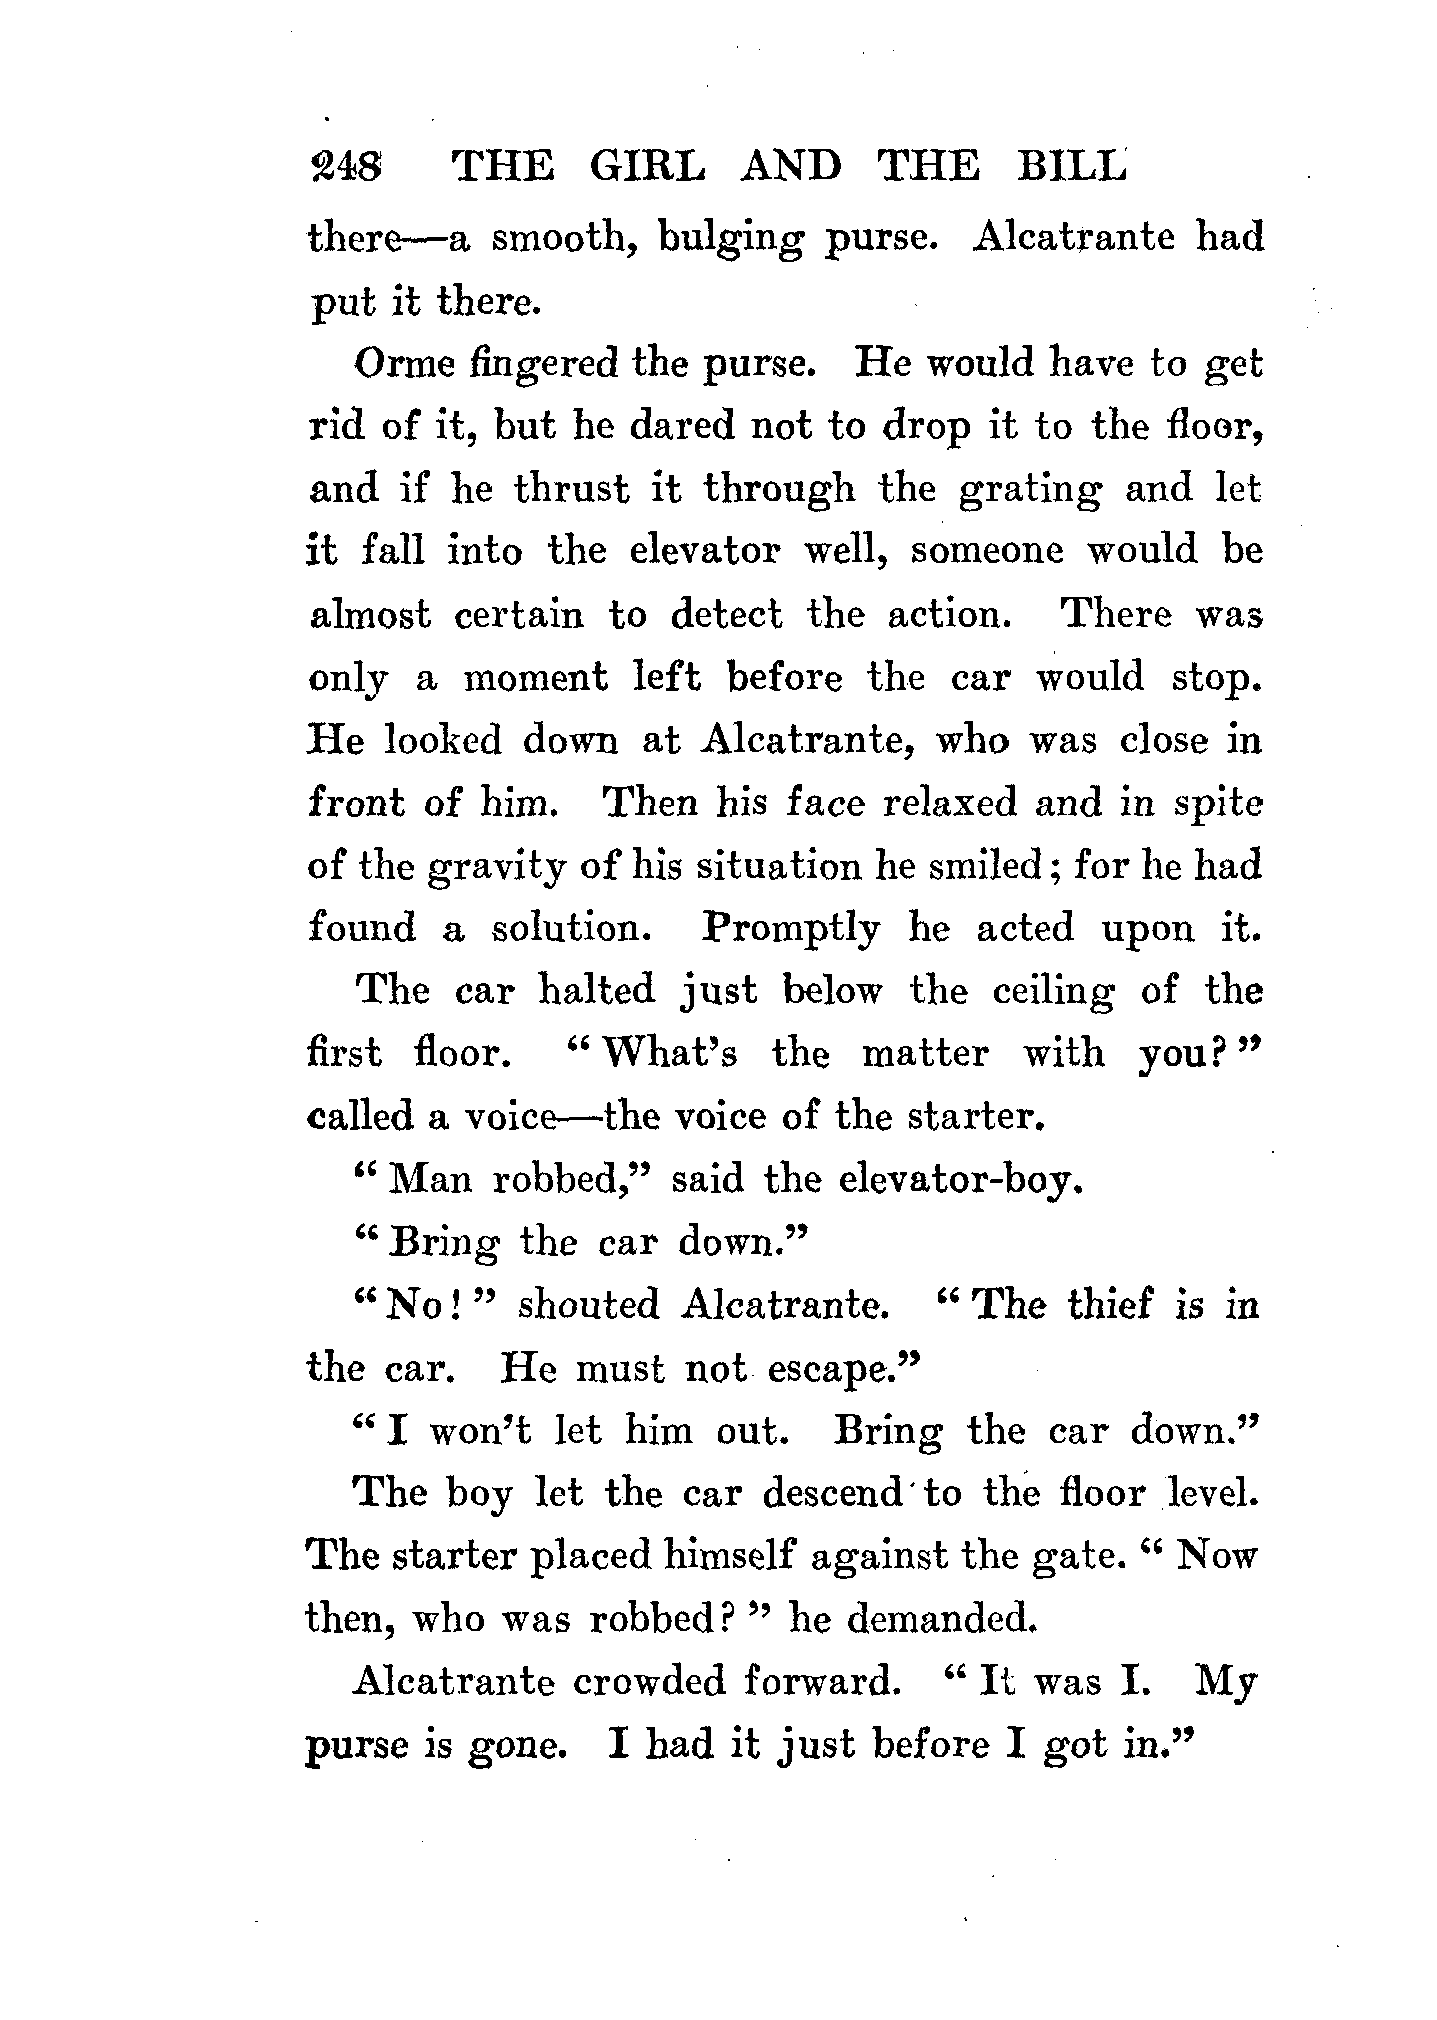 248 THE GIRL AND THE BILL
there—a smooth, bulging purse. Alcatrante had
put it there.
Orme fingered the purse. He would have to get
rid of it, but he dared not to drop it to the floor,
and if he thrust it through the grating and let
it fall into the elevator well, someone would be
almost certain to detect the action. There was
only a moment left before the car would stop.
He looked down at Alcatrante, who was close in
front of him. Then his face relaxed and in spite
of the gravity of his situation he smiled; for he had
found a solution. Promptly he acted upon it.
The car halted just below the ceiling of the
first floor. “What’s the matter with you?”
called a voice—the voice of the starter.
“Man robbed,” said the elevator-boy.
“Bring the car down.”
“No!” shouted Alcatrante. “The thief is in
the car. He must not escape.”
“I won’t let him out. Bring the car down.”
The boy let the car descend to the floor level.
The starter placed himself against the gate. “Now
then, who was robbed?” he demanded.
Alcatrante crowded forward. “It was I. My
purse is gone. I had it just before I got in.”